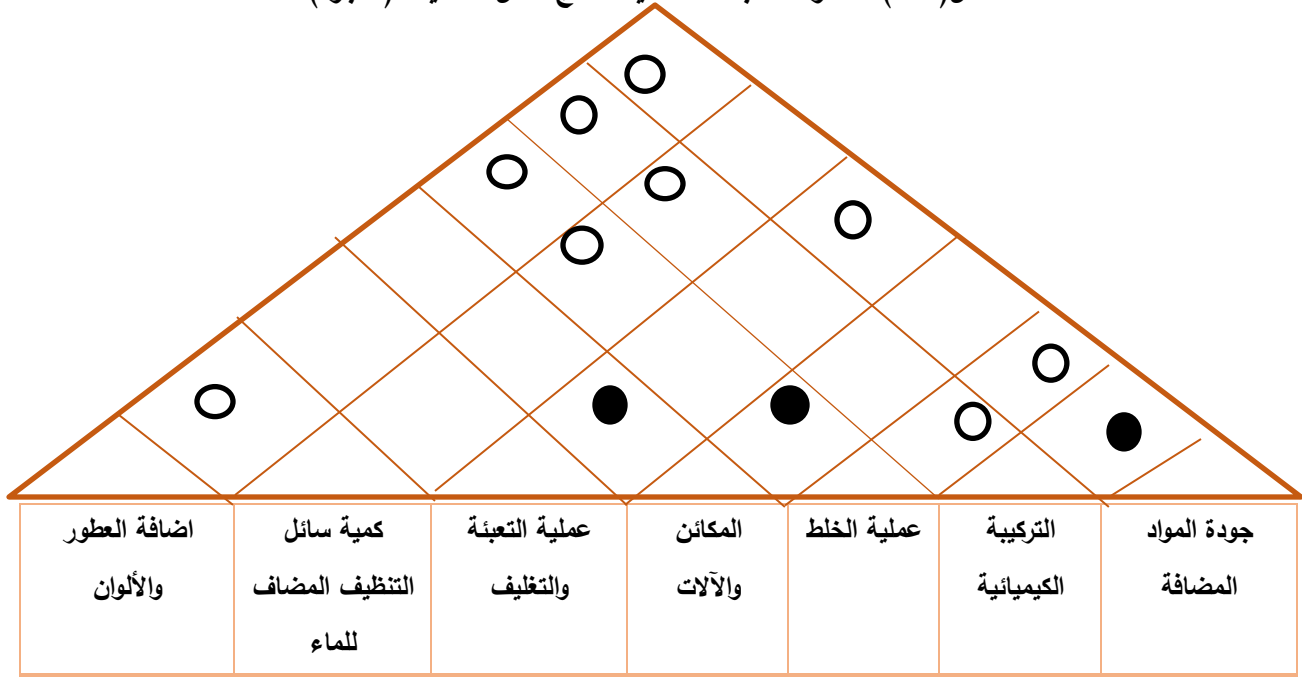 جودة المواد
المضافة
التركيبة
الكيميائية
عملية الخلط
المكائن
والآلات
عملية التعبئة
والتغليف
كمية سائل
التنظيف المضاف
للماء
اضافة العطور
والألوان